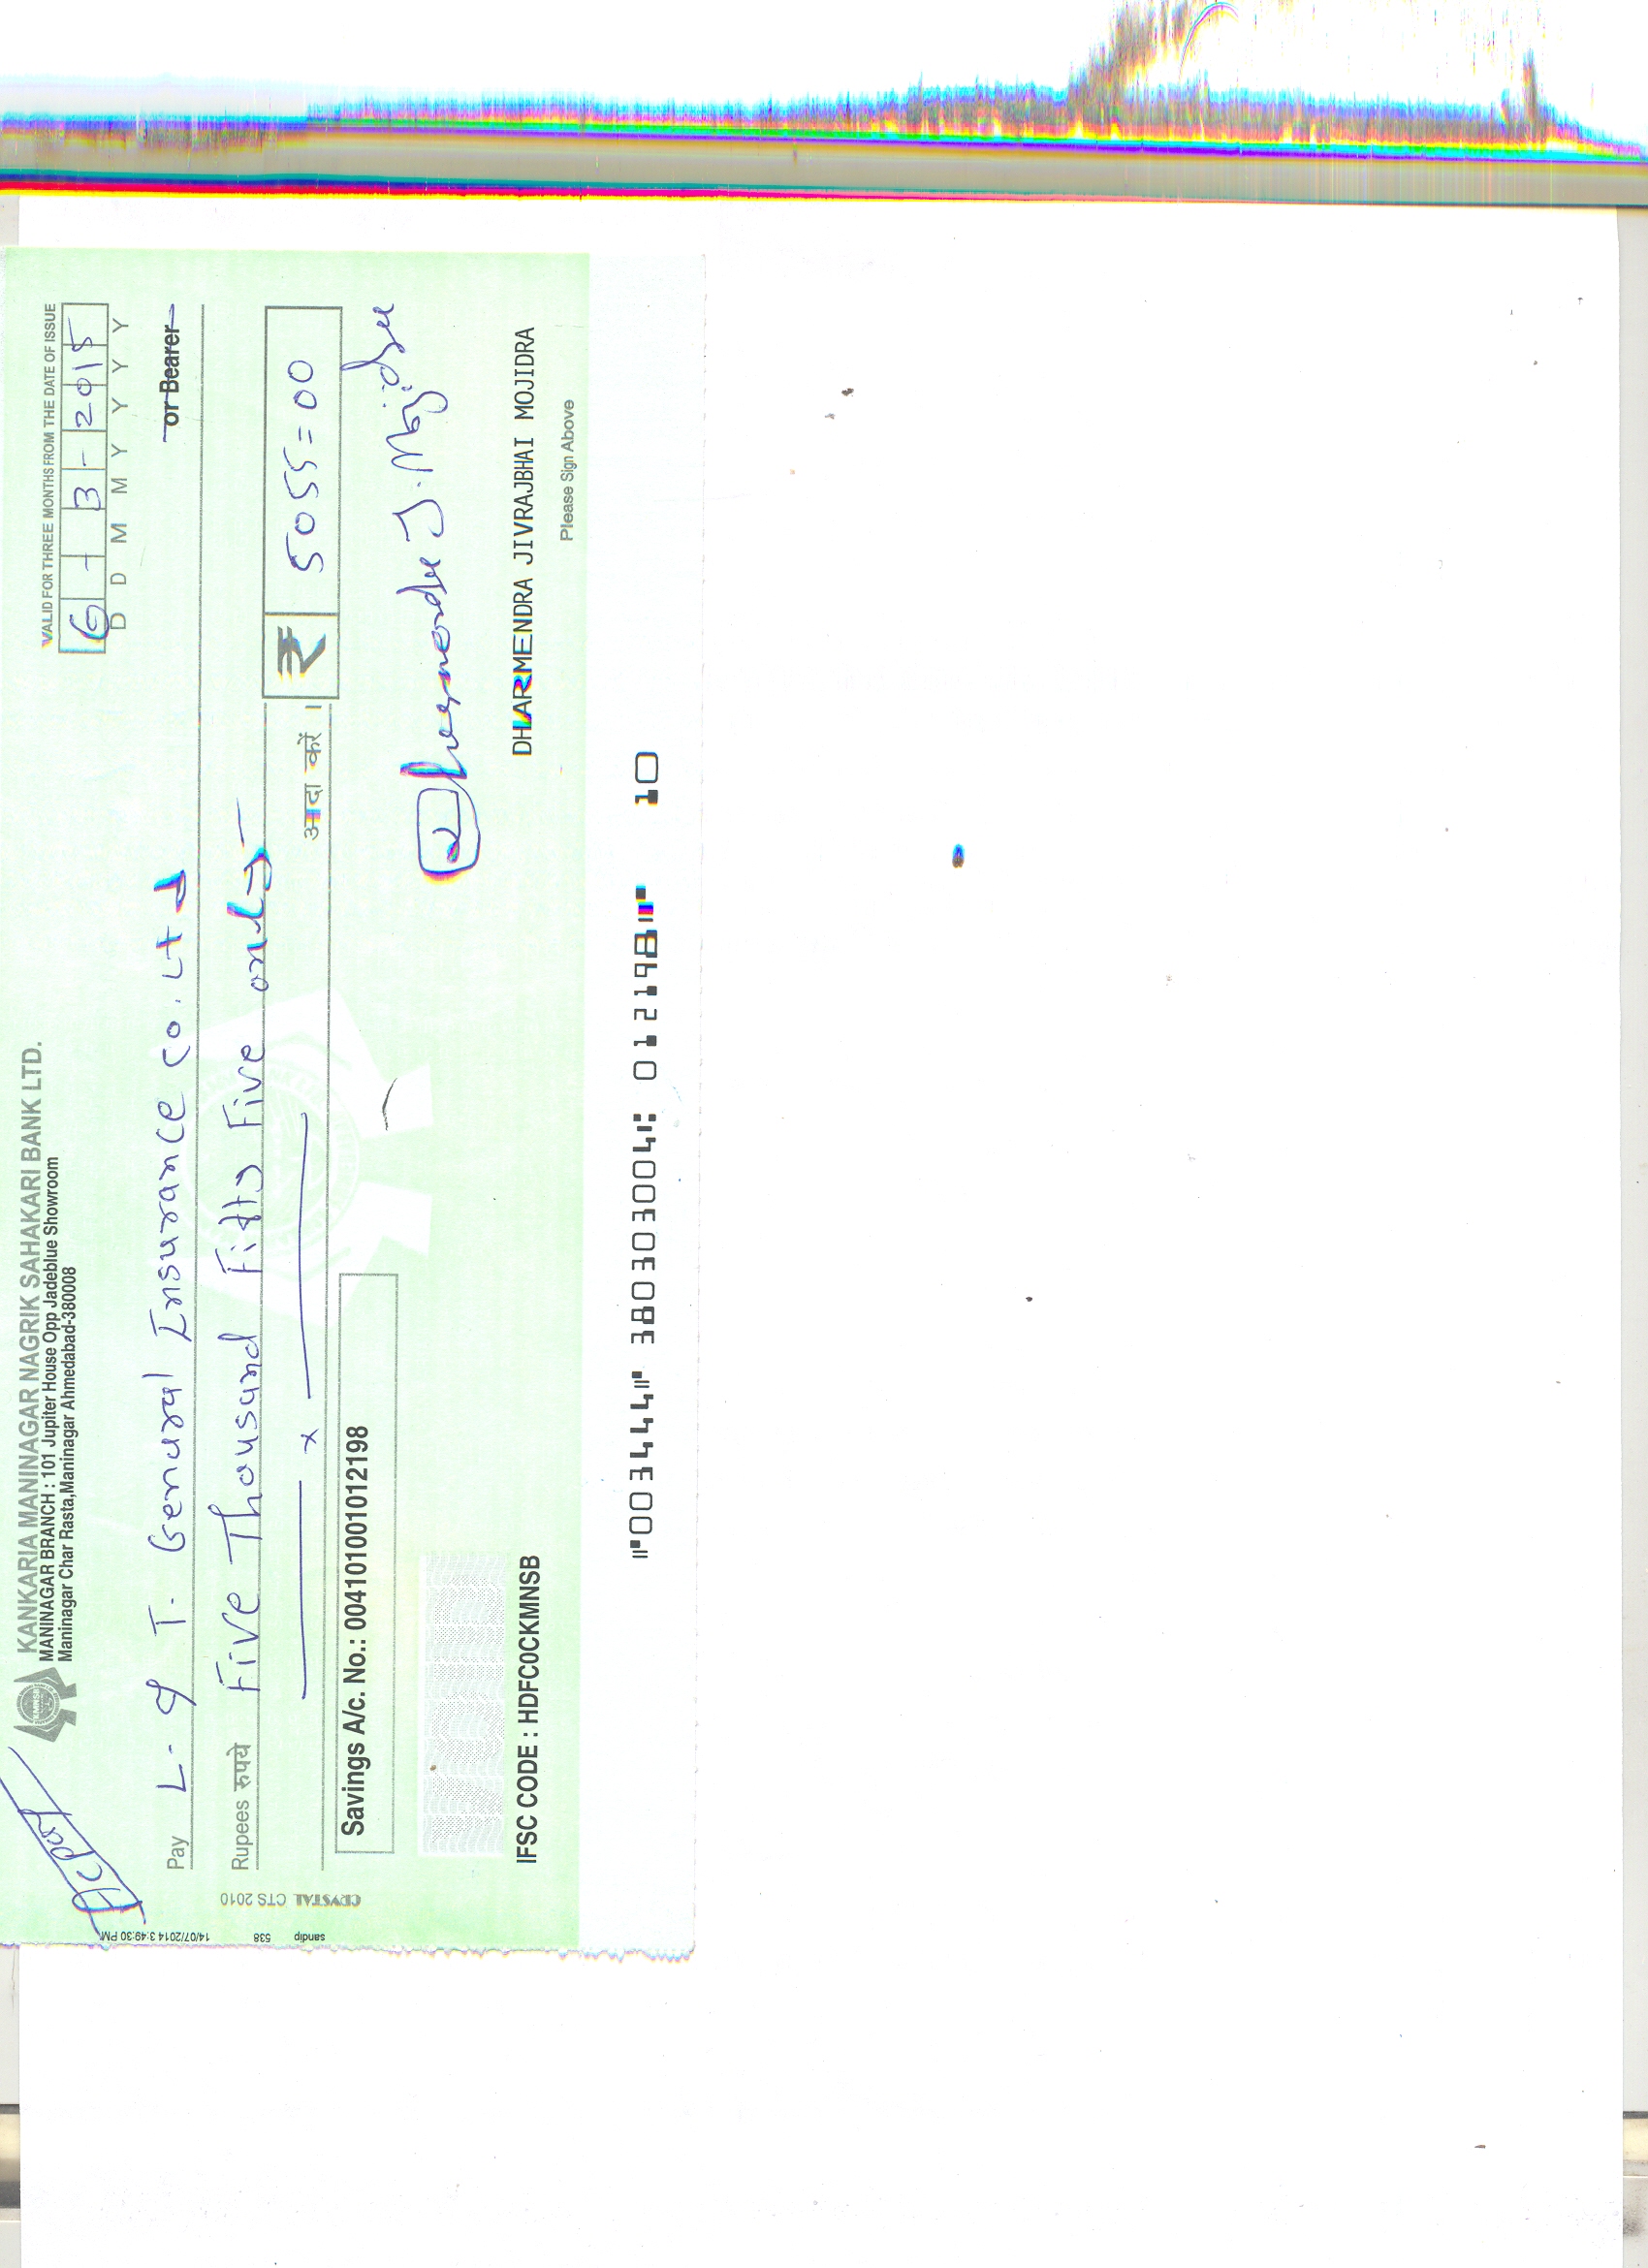 A/c pay
KANKARIA MANINAGAR NAGRIK SAHAKARI BANK LTD.
MANINAGAR BRANCH : 101 Jupiter House Opp Jadeblue Showroom
Maninagar Char Rasta,Maninagar Ahmedabad-380008
VALID FOR THREE MONTHS FROM THE DATE OF ISSUE
6 - 3 - 2015
D D M M Y Y Y Y
Pay L. & T. General Insurance Co. Ltd or Bearer
Rupees रुपये Five Thousand Fifty Five only
x अदा करें । ₹ 5055=00
Savings A/c. No.: 004101001012198
Dharmendra J. Mojidra
IFSC CODE : HDFC0CKMNSB
DHARMENDRA JIVRAJBHAI MOJIDRA
Please Sign Above
⑈003444⑈ 380303004⑆ 012198⑈ 10
CRYSTAL CTS 2010
sandip 538 14/07/2014 3:49:30 PM